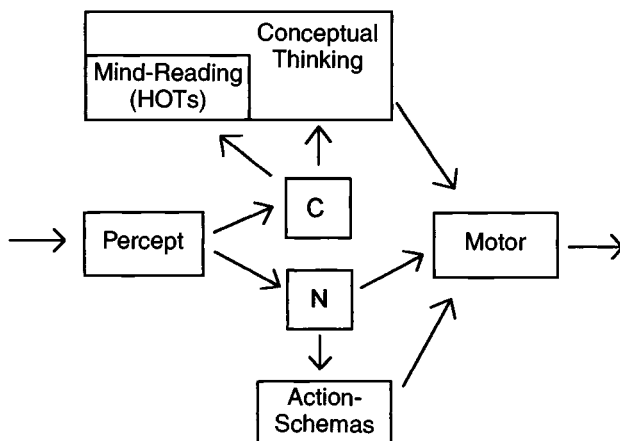 Conceptual
Thinking
Mind-Reading
(HOTs)
C
Percept
Motor
N
Action-
Schemas